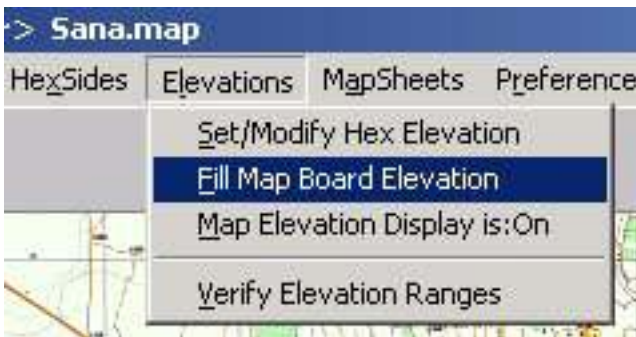 > Sana.map
HexSides Elevations MapSheets Preference
Set/Modify Hex Elevation
Fill Map Board Elevation
Map Elevation Display is:On
Verify Elevation Ranges